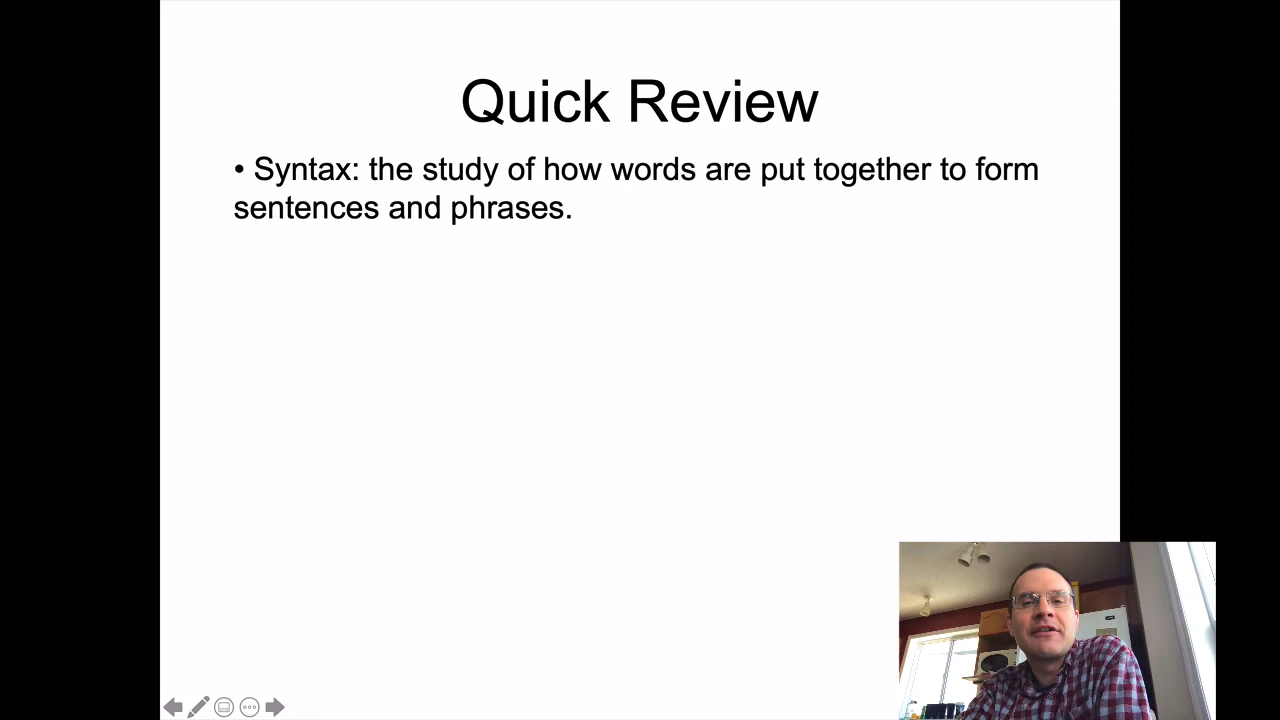 Quick Review
• Syntax: the study of how words are put together to form
sentences and phrases.